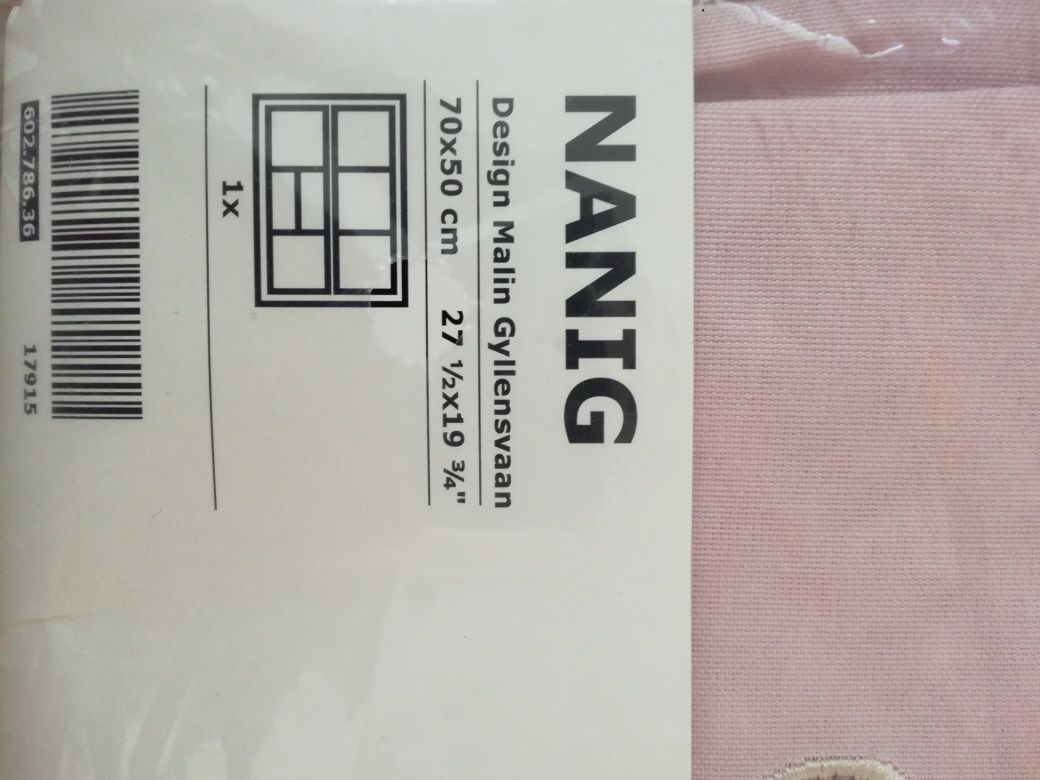 NANIG
Design Malin Gyllensvaan
70x50 cm 27 ½x19 ¾"
1x
602.786.36 17915